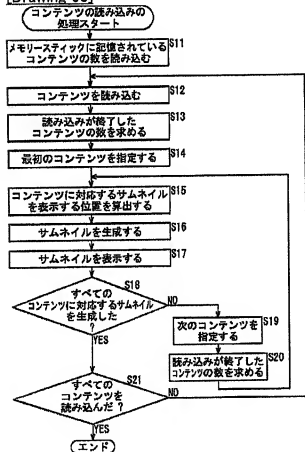 [Drawing
コンテンツの読み込みの
処理スタート
S11
メモリースティックに記憶されている
コンテンツの数を読み込む
S12
コンテンツを読み込む
S13
読み込みが終了した
コンテンツの数を求める
S14
最初のコンテンツを指定する
S15
コンテンツに対応するサムネイル
を表示する位置を算出する
S16
サムネイルを生成する
S17
サムネイルを表示する
S18
すべての
コンテンツに対応するサムネイル
を生成した
?
NO
YES
S19
次のコンテンツを
指定する
S20
読み込みが終了した
コンテンツの数を求める
S21
すべての
コンテンツを
読み込んだ?
NO
YES
エンド